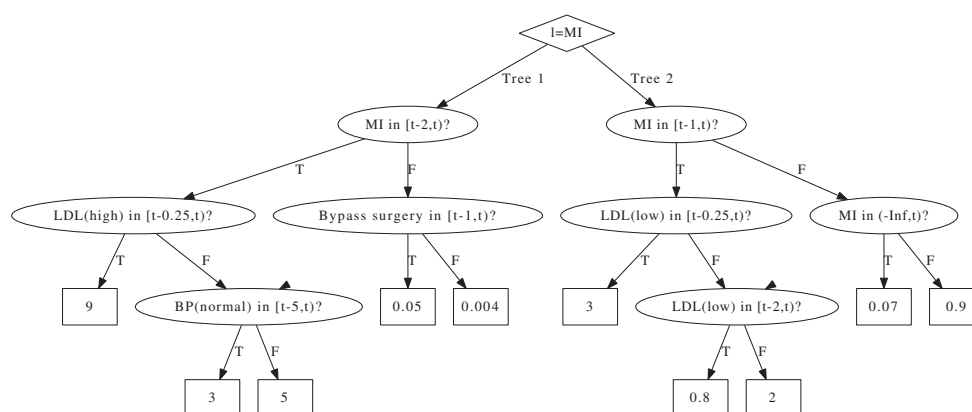 l=MI
Tree 1
Tree 2
MI in [t-2,t)?
MI in [t-1,t)?
T
F
T
F
LDL(high) in [t-0.25,t)?
Bypass surgery in [t-1,t)?
LDL(low) in [t-0.25,t)?
MI in (-Inf,t)?
T
F
T
F
T
F
T
F
9
BP(normal) in [t-5,t)?
0.05
0.004
3
LDL(low) in [t-2,t)?
0.07
0.9
T
F
T
F
3
5
0.8
2